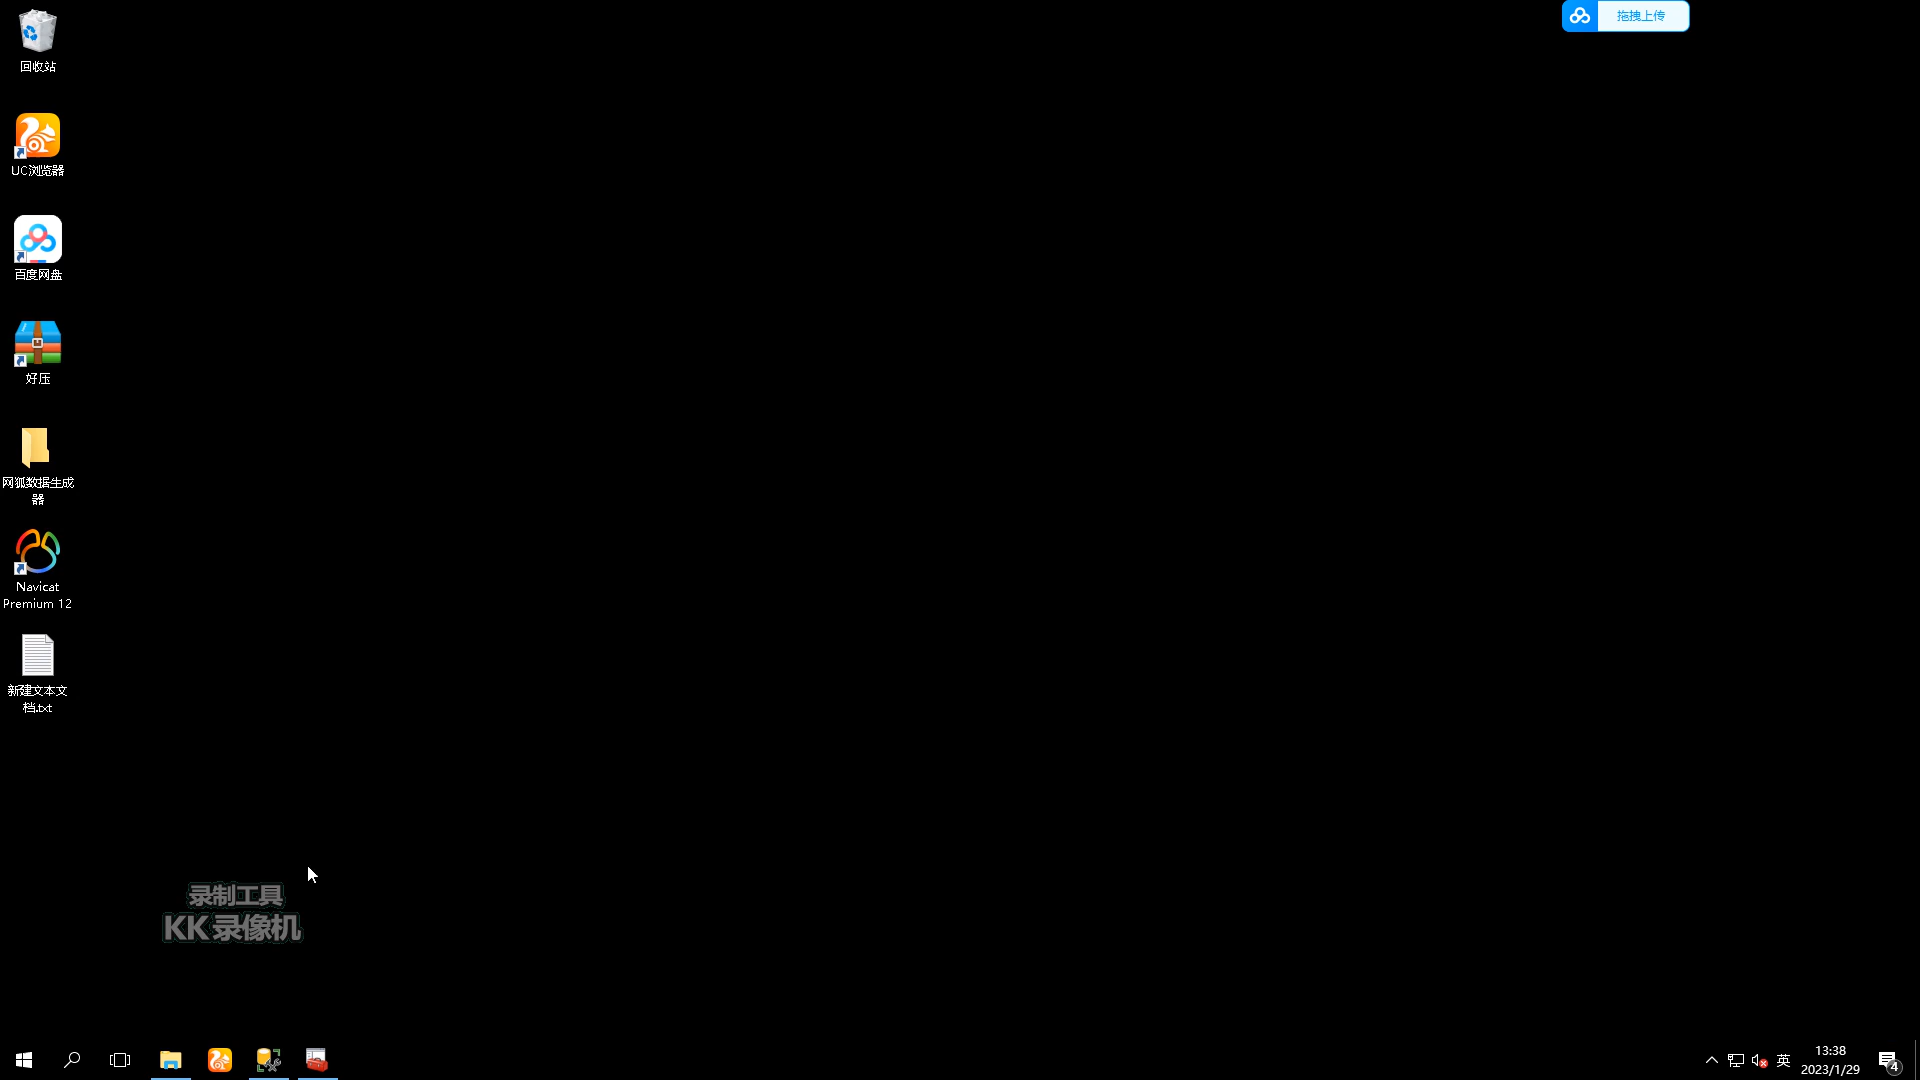 回收站
拖拽上传
UC浏览器
百度网盘
好压
网狐数据生成
器
Navicat
Premium 12
新建文本文
档.txt
录制工具
KK录像机
英
13:38
2023/1/29
4